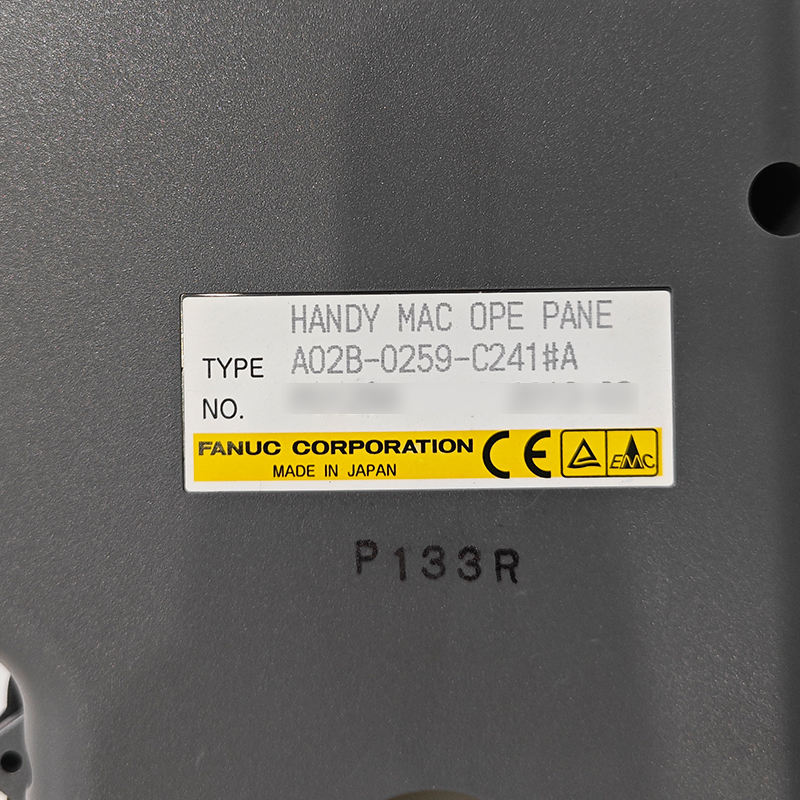 HANDY MAC OPE PANE
TYPE A02B-0259-C241#A
NO.
FANUC CORPORATION
MADE IN JAPAN
CE
EMC
P133R